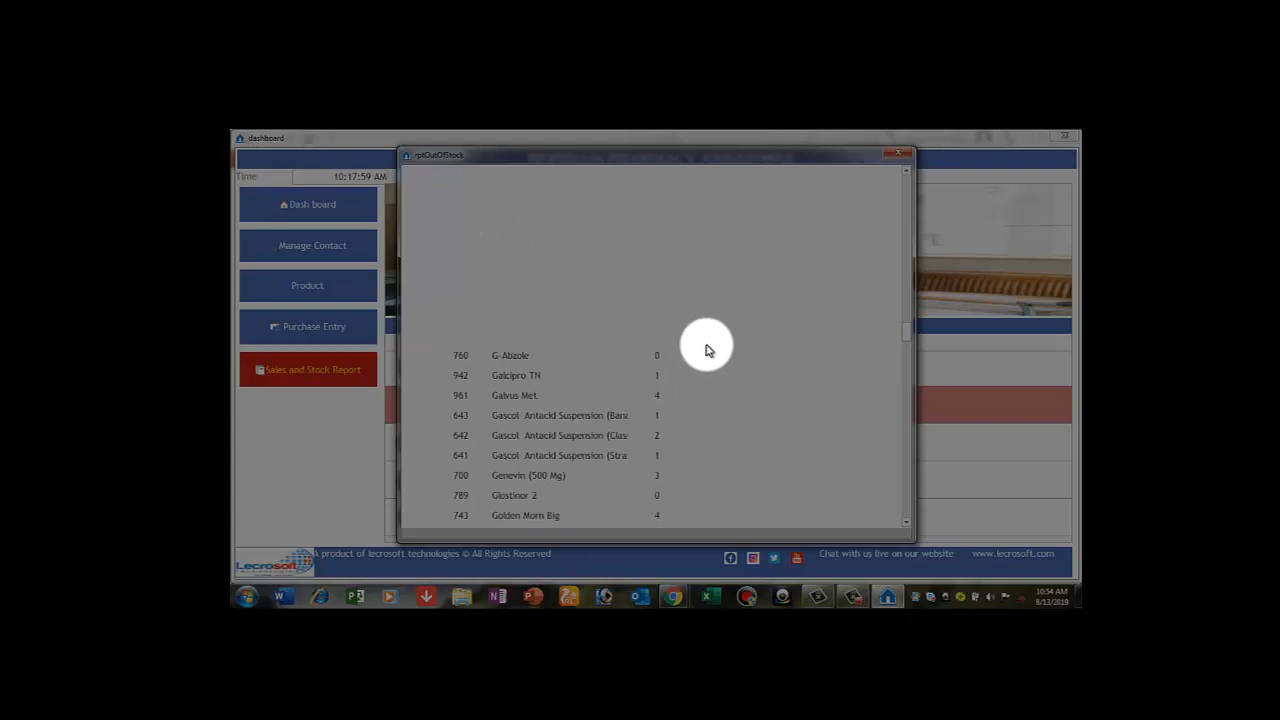 dashboard
rptOutOfStock
Time 10:17:59 AM
Dash board
Manage Contact
Product
Purchase Entry
Sales and Stock Report
760 G-Abzole 0
942 Galcipro TN 1
961 Galvus Met. 4
643 Gascol Antacid Suspension (Bana 1
642 Gascol Antacid Suspension (Clas 2
641 Gascol Antacid Suspension (Stra 1
700 Genevin (500 Mg) 3
789 Glostinor 2 0
743 Golden Morn Big 4
Lecrosoft
A product of lecrosoft technologies © All Rights Reserved
Chat with us live on our website
www.lecrosoft.com
10:54 AM
8/13/2019